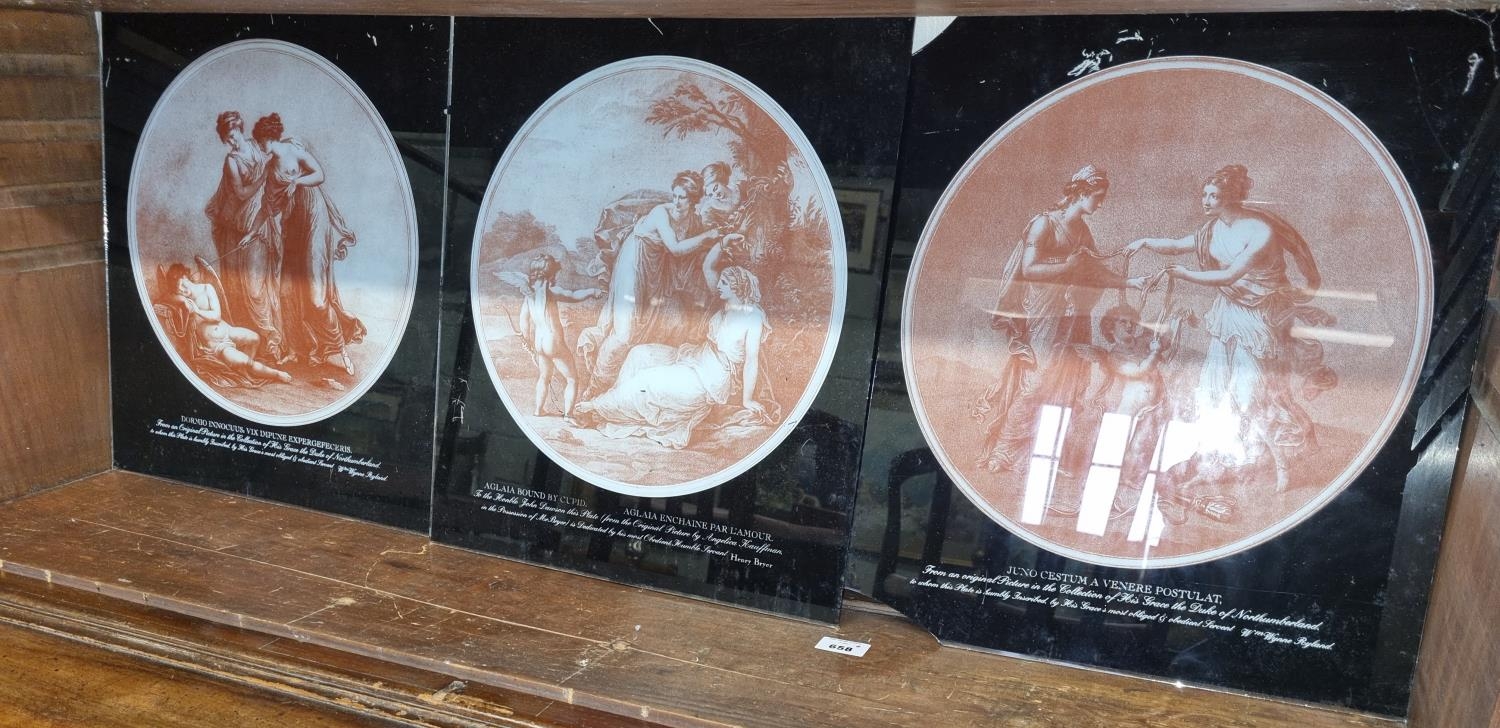 DORMIO INNOCUUS, VIX DIPUNE EXPERGEFECERIS.
From an Original Picture in the Collection of His Grace the Duke of Northumberland.
to whom this Plate is humbly Inscribed, by His Grace's most obliged & obedient Servant Wm Wynne Ryland.
AGLAIA BOUND BY CUPID. AGLAIA ENCHAINE PAR L'AMOUR.
To the Honble John Dawson this Plate (from the Original Picture by Angelica Kauffman,
in the Possession of Mr Bryer) is Dedicated by his most Obedient Humble Servant Henry Bryer
658
JUNO CESTUM A VENERE POSTULAT,
From an original Picture in the Collection of His Grace the Duke of Northumberland,
to whom this Plate is humbly Inscribed, by His Grace's most obliged & obedient Servant Wm Wynne Ryland.